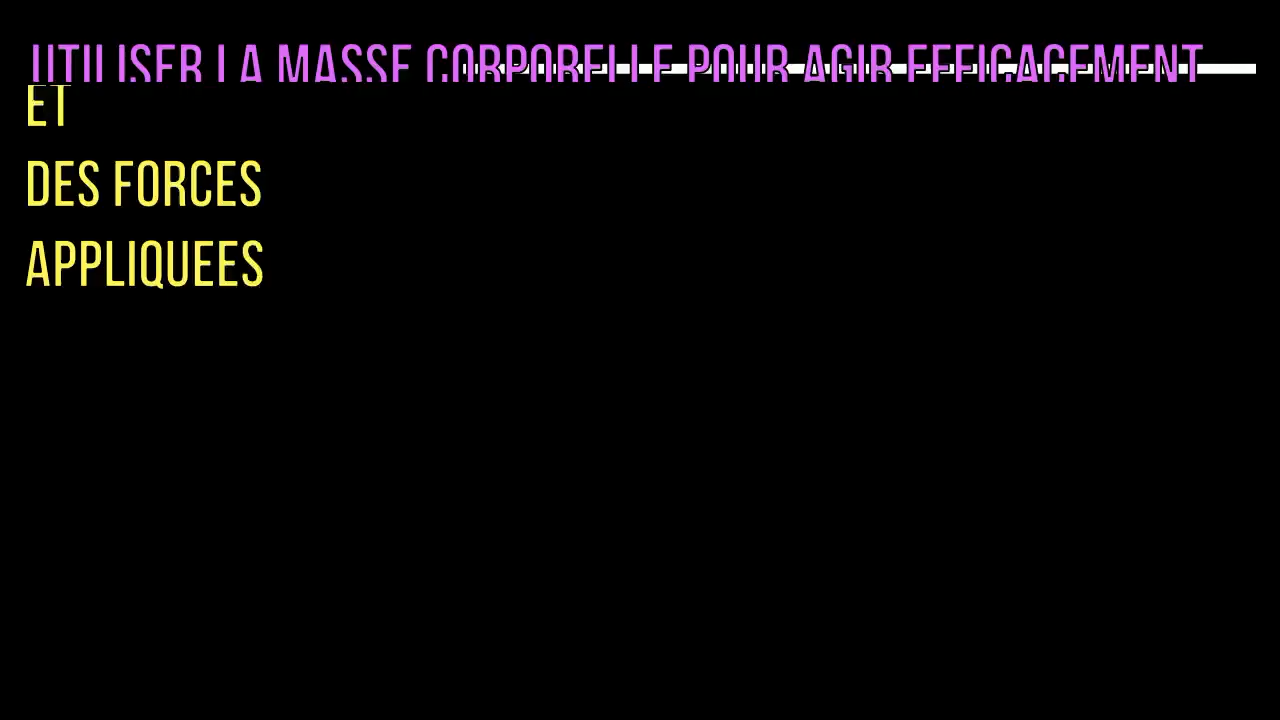 UTILISER LA MASSE CORPORELLE POUR AGIR EFFICACEMENT
ET
DES FORCES
APPLIQUEES